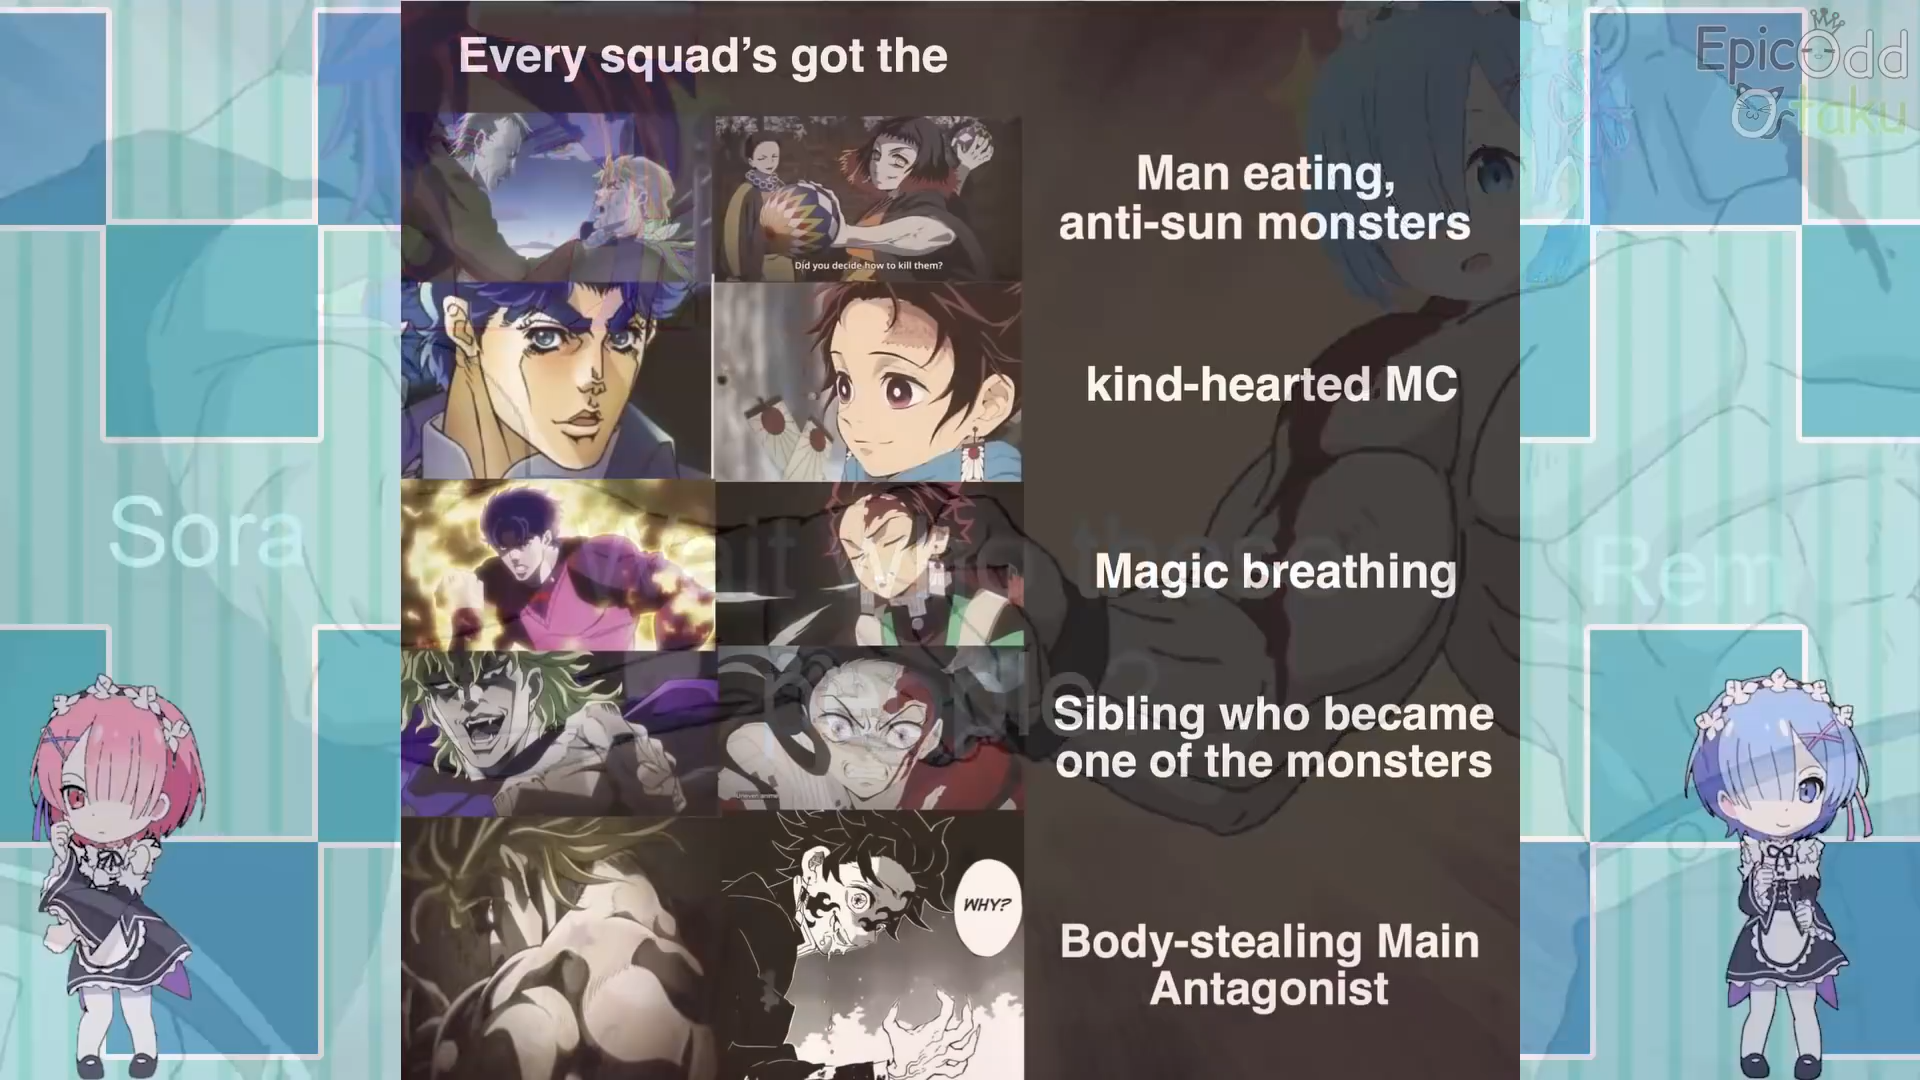 Every squad's got the
EpicOdd
Otaku
Man eating,
anti-sun monsters
Did you decide how to kill them?
kind-hearted MC
Sora
Rem
Magic breathing
Sibling who became
one of the monsters
WHY?
Body-stealing Main
Antagonist